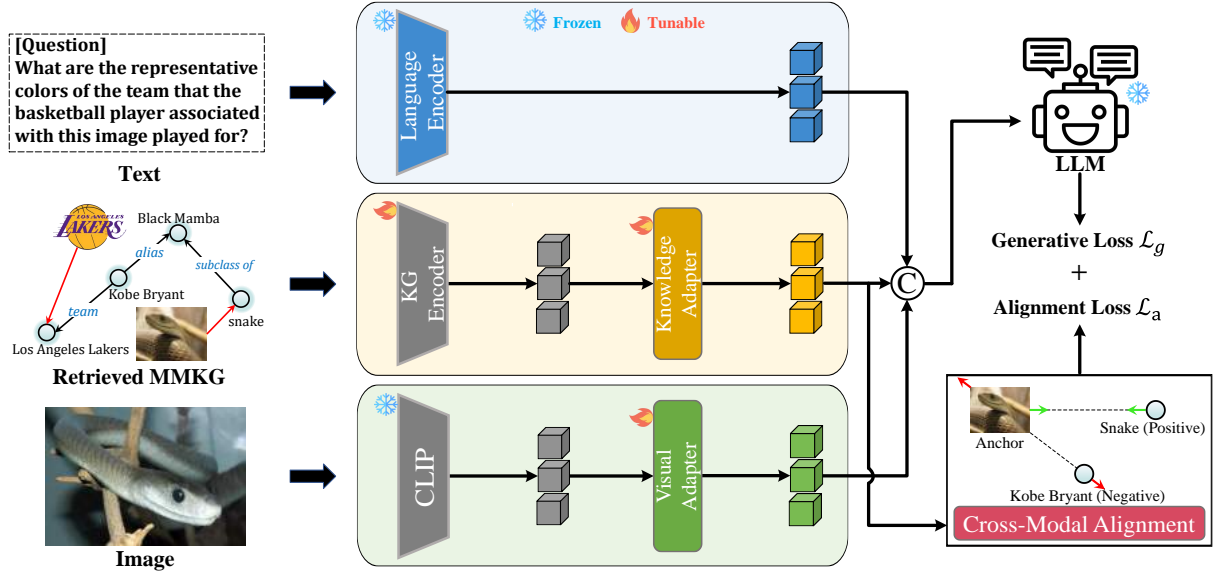 [Question]
What are the representative
colors of the team that the
basketball player associated
with this image played for?
Text
LOS ANGELES
LAKERS
Black Mamba
alias
subclass of
Kobe Bryant
team
snake
Los Angeles Lakers
Retrieved MMKG
Image
Frozen
Tunable
Language
Encoder
KG
Encoder
Knowledge
Adapter
CLIP
Visual
Adapter
C
LLM
Generative Loss ℒg
+
Alignment Loss ℒa
Anchor
Snake (Positive)
Kobe Bryant (Negative)
Cross-Modal Alignment